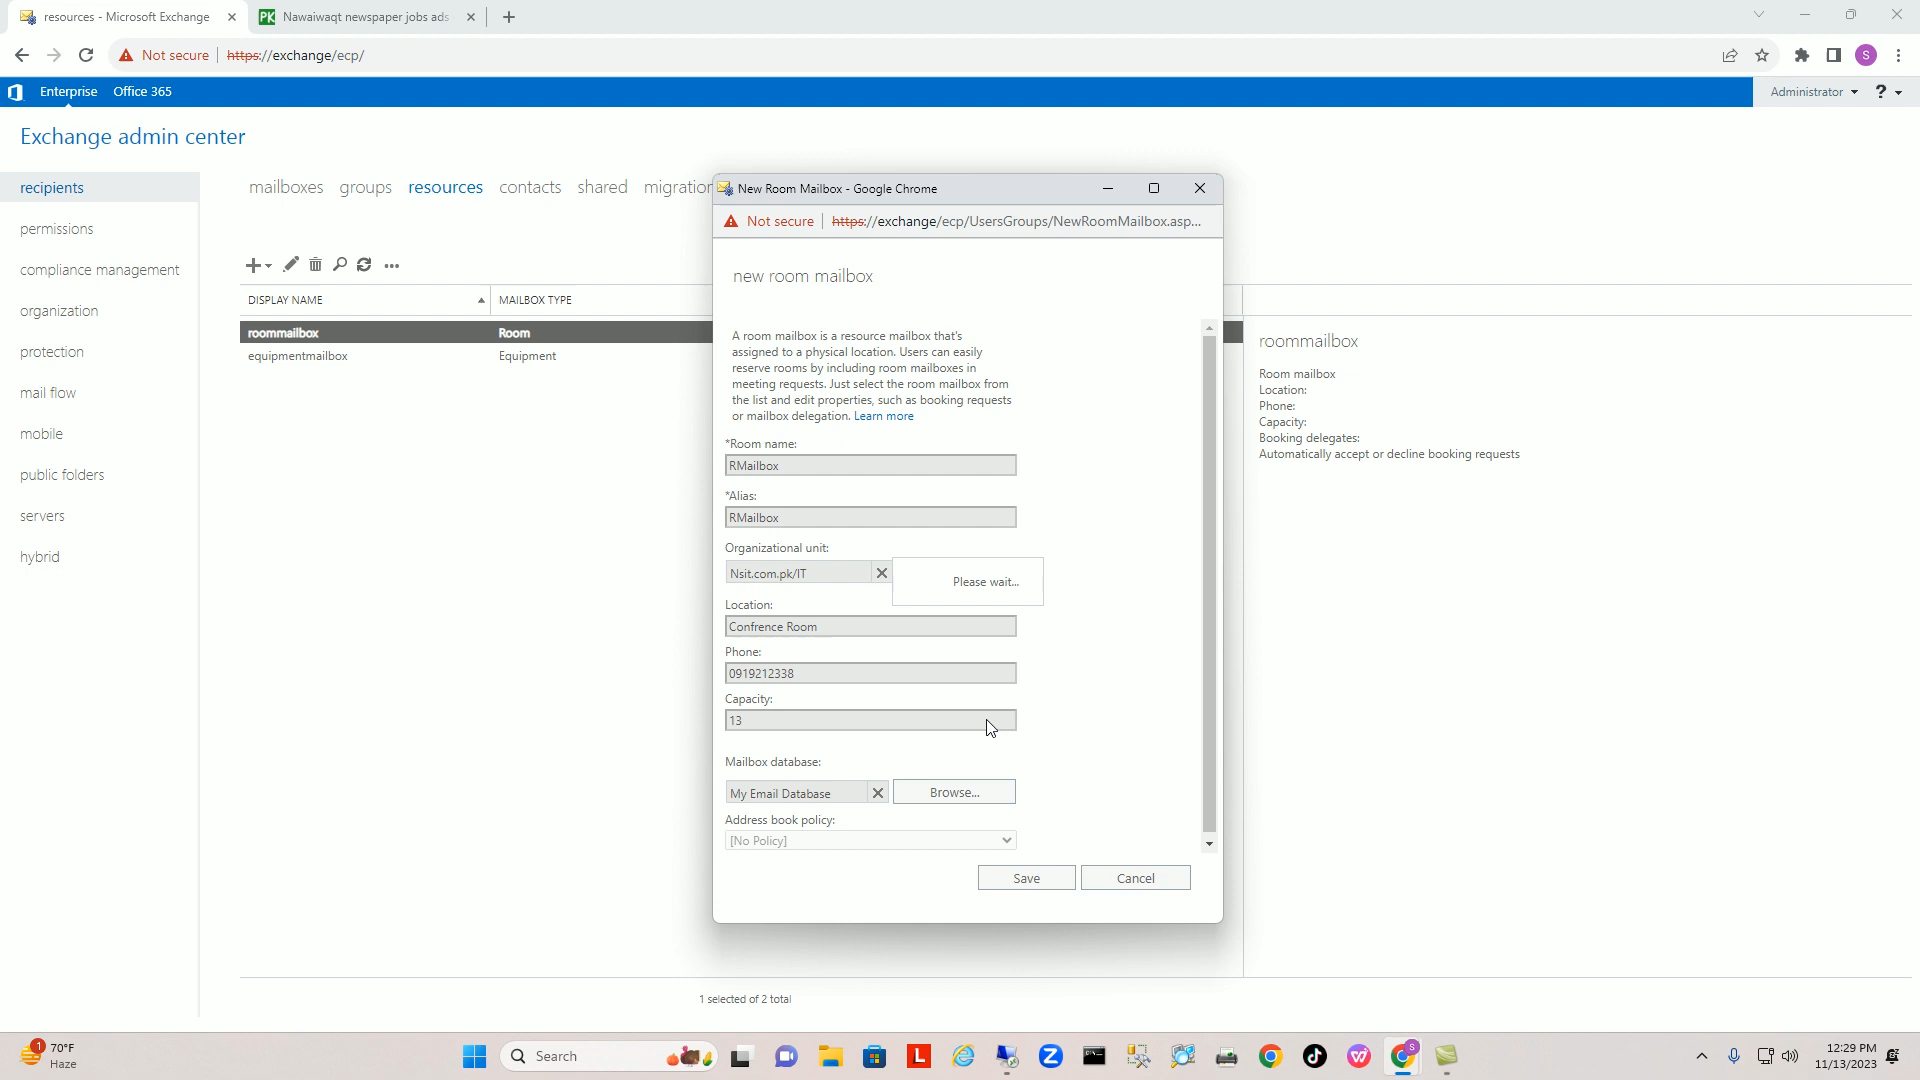 resources - Microsoft Exchange
PK Nawaiwaqt newspaper jobs ads
Not secure https://exchange/ecp/
S
Enterprise Office 365
Administrator ?
Exchange admin center
recipients
permissions
compliance management
organization
protection
mail flow
mobile
public folders
servers
hybrid
mailboxes groups resources contacts shared migration
DISPLAY NAME MAILBOX TYPE
roommailbox Room
equipmentmailbox Equipment
New Room Mailbox - Google Chrome
Not secure https://exchange/ecp/UsersGroups/NewRoomMailbox.asp...
new room mailbox
A room mailbox is a resource mailbox that's
assigned to a physical location. Users can easily
reserve rooms by including room mailboxes in
meeting requests. Just select the room mailbox from
the list and edit properties, such as booking requests
or mailbox delegation. Learn more
*Room name:
RMailbox
*Alias:
RMailbox
Organizational unit:
Nsit.com.pk/IT
Please wait...
Location:
Confrence Room
Phone:
0919212338
Capacity:
13
Mailbox database:
My Email Database
Browse...
Address book policy:
[No Policy]
Save Cancel
roommailbox
Room mailbox
Location:
Phone:
Capacity:
Booking delegates:
Automatically accept or decline booking requests
1 selected of 2 total
1
70°F
Haze
Search
L
Z
S
12:29 PM
11/13/2023